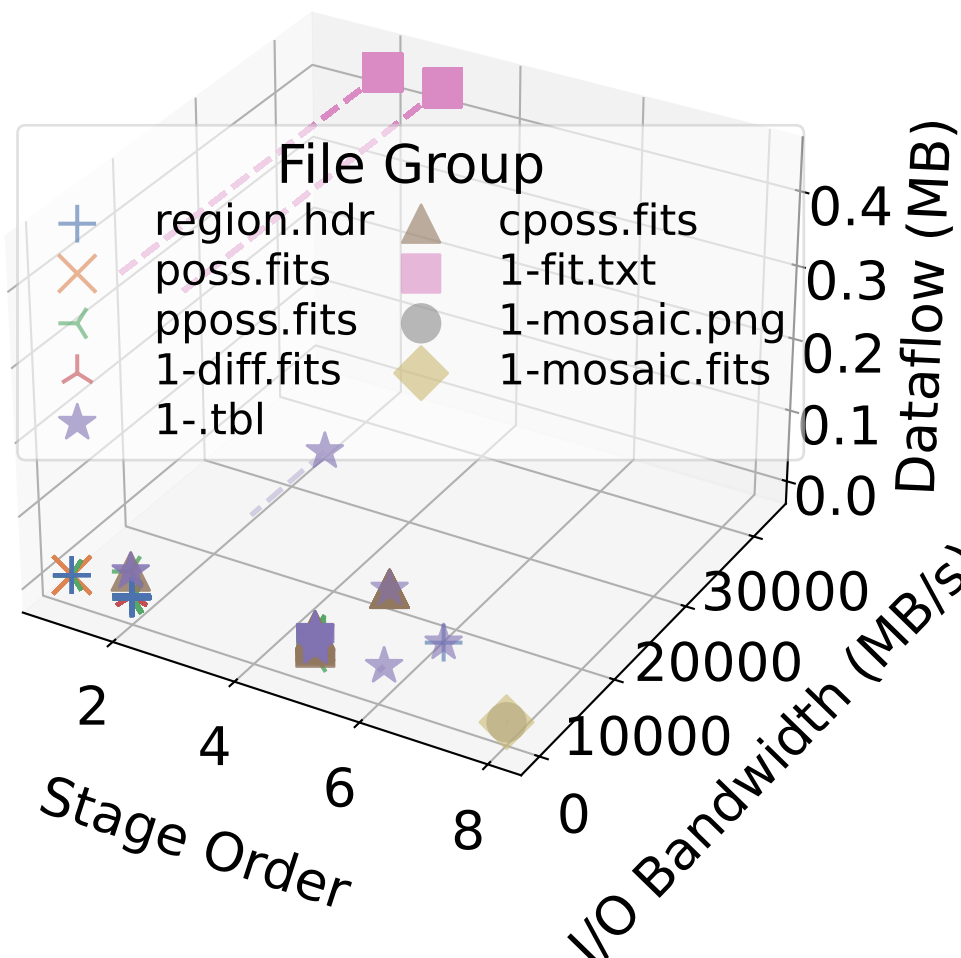 File Group
region.hdr
poss.fits
pposs.fits
1-diff.fits
1-.tbl
cposs.fits
1-fit.txt
1-mosaic.png
1-mosaic.fits
0.4
0.3
0.2
0.1
0.0
Dataflow (MB)
30000
20000
10000
0
I/O Bandwidth (MB/s)
2
4
6
8
Stage Order